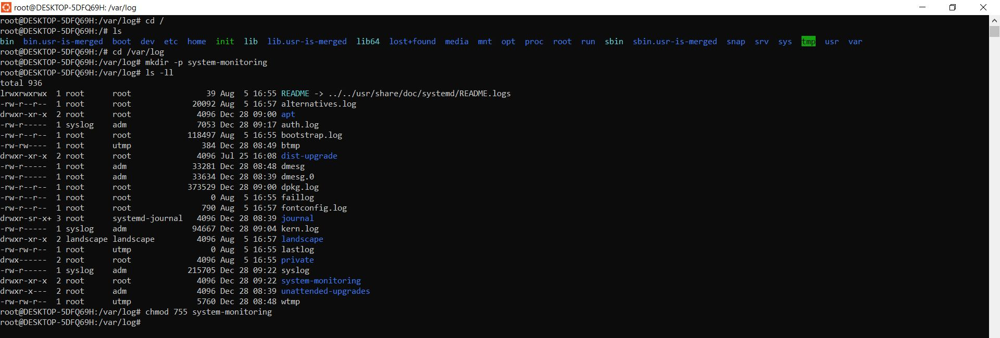 root@DESKTOP-5DFQ69H: /var/log
root@DESKTOP-5DFQ69H:/var/log# cd /
root@DESKTOP-5DFQ69H:/# ls
bin  bin.usr-is-merged  boot  dev  etc  home  init  lib  lib.usr-is-merged  lib64  lost+found  media  mnt  opt  proc  root  run  sbin  sbin.usr-is-merged  snap  srv  sys  tmp  usr  var
root@DESKTOP-5DFQ69H:/# cd /var/log
root@DESKTOP-5DFQ69H:/var/log# mkdir -p system-monitoring
root@DESKTOP-5DFQ69H:/var/log# ls -ll
total 936
lrwxrwxrwx  1 root      root                39 Aug  5 16:55 README -> ../../usr/share/doc/systemd/README.logs
-rw-r--r--  1 root      root             20092 Aug  5 16:57 alternatives.log
drwxr-xr-x  2 root      root              4096 Dec 28 09:00 apt
-rw-r-----  1 syslog    adm               7053 Dec 28 09:17 auth.log
-rw-r--r--  1 root      root            118497 Aug  5 16:55 bootstrap.log
-rw-rw----  1 root      utmp               384 Dec 28 08:49 btmp
drwxr-xr-x  2 root      root              4096 Jul 25 16:08 dist-upgrade
-rw-r-----  1 root      adm              33281 Dec 28 08:48 dmesg
-rw-r-----  1 root      adm              33634 Dec 28 08:39 dmesg.0
-rw-r--r--  1 root      root            373529 Dec 28 09:00 dpkg.log
-rw-r--r--  1 root      root                 0 Aug  5 16:55 faillog
-rw-r--r--  1 root      root               790 Aug  5 16:57 fontconfig.log
drwxr-sr-x+ 3 root      systemd-journal   4096 Dec 28 08:39 journal
-rw-r-----  1 syslog    adm              94667 Dec 28 09:04 kern.log
drwxr-xr-x  2 landscape landscape         4096 Aug  5 16:57 landscape
-rw-rw-r--  1 root      utmp                 0 Aug  5 16:55 lastlog
drwx------  2 root      root              4096 Aug  5 16:55 private
-rw-r-----  1 syslog    adm             215705 Dec 28 09:22 syslog
drwxr-xr-x  2 root      root              4096 Dec 28 09:22 system-monitoring
drwxr-x---  2 root      adm               4096 Dec 28 08:39 unattended-upgrades
-rw-rw-r--  1 root      utmp              5760 Dec 28 08:48 wtmp
root@DESKTOP-5DFQ69H:/var/log# chmod 755 system-monitoring
root@DESKTOP-5DFQ69H:/var/log#